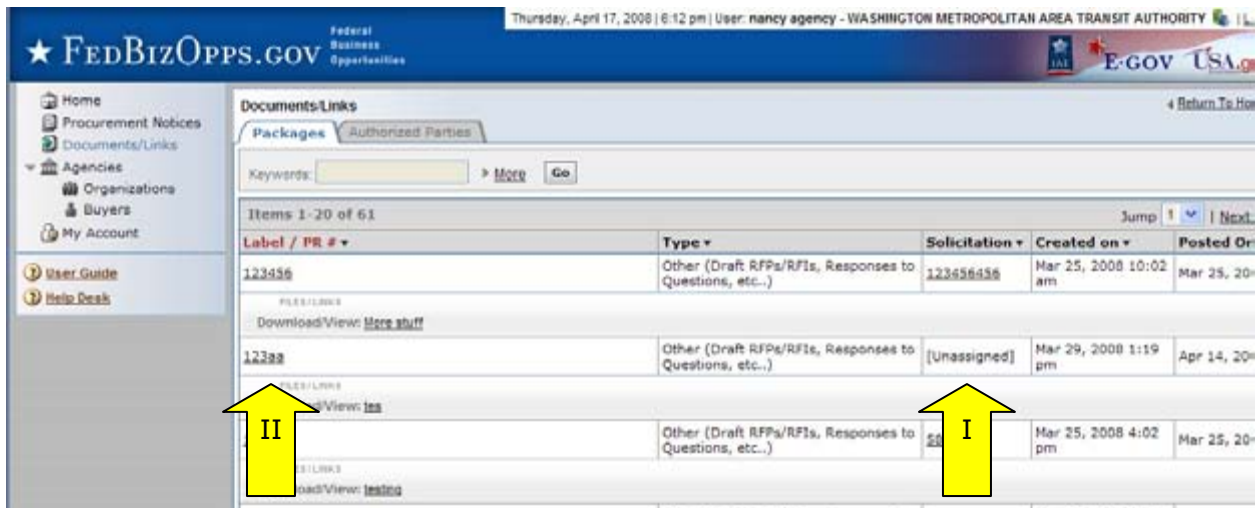 Thursday, April 17, 2008 | 6:12 pm | User: nancy agency - WASHINGTON METROPOLITAN AREA TRANSIT AUTHORITY
★ FEDBIZOPPS.GOV Federal Business Opportunities
IAE E-GOV USA.g
Home
Procurement Notices
Documents/Links
Agencies
Organizations
Buyers
My Account
User Guide
Help Desk
Documents/Links
Return To Ho
Packages Authorized Parties
Keywords: More Go
Items 1-20 of 61 Jump 1 | Next
Label / PR # Type Solicitation Created on Posted Or
123456 Other (Draft RFPs/RFIs, Responses to Questions, etc..) 123456456 Mar 25, 2008 10:02 am Mar 25, 20
FILES/LINKS
Download/View: More stuff
123aa Other (Draft RFPs/RFIs, Responses to Questions, etc..) [Unassigned] Mar 29, 2008 1:19 pm Apr 14, 20
FILES/LINKS
oad/View: tes
II
I
Other (Draft RFPs/RFIs, Responses to Questions, etc..) Mar 25, 2008 4:02 pm Mar 25, 20
ES/LINKS
oad/View: testing